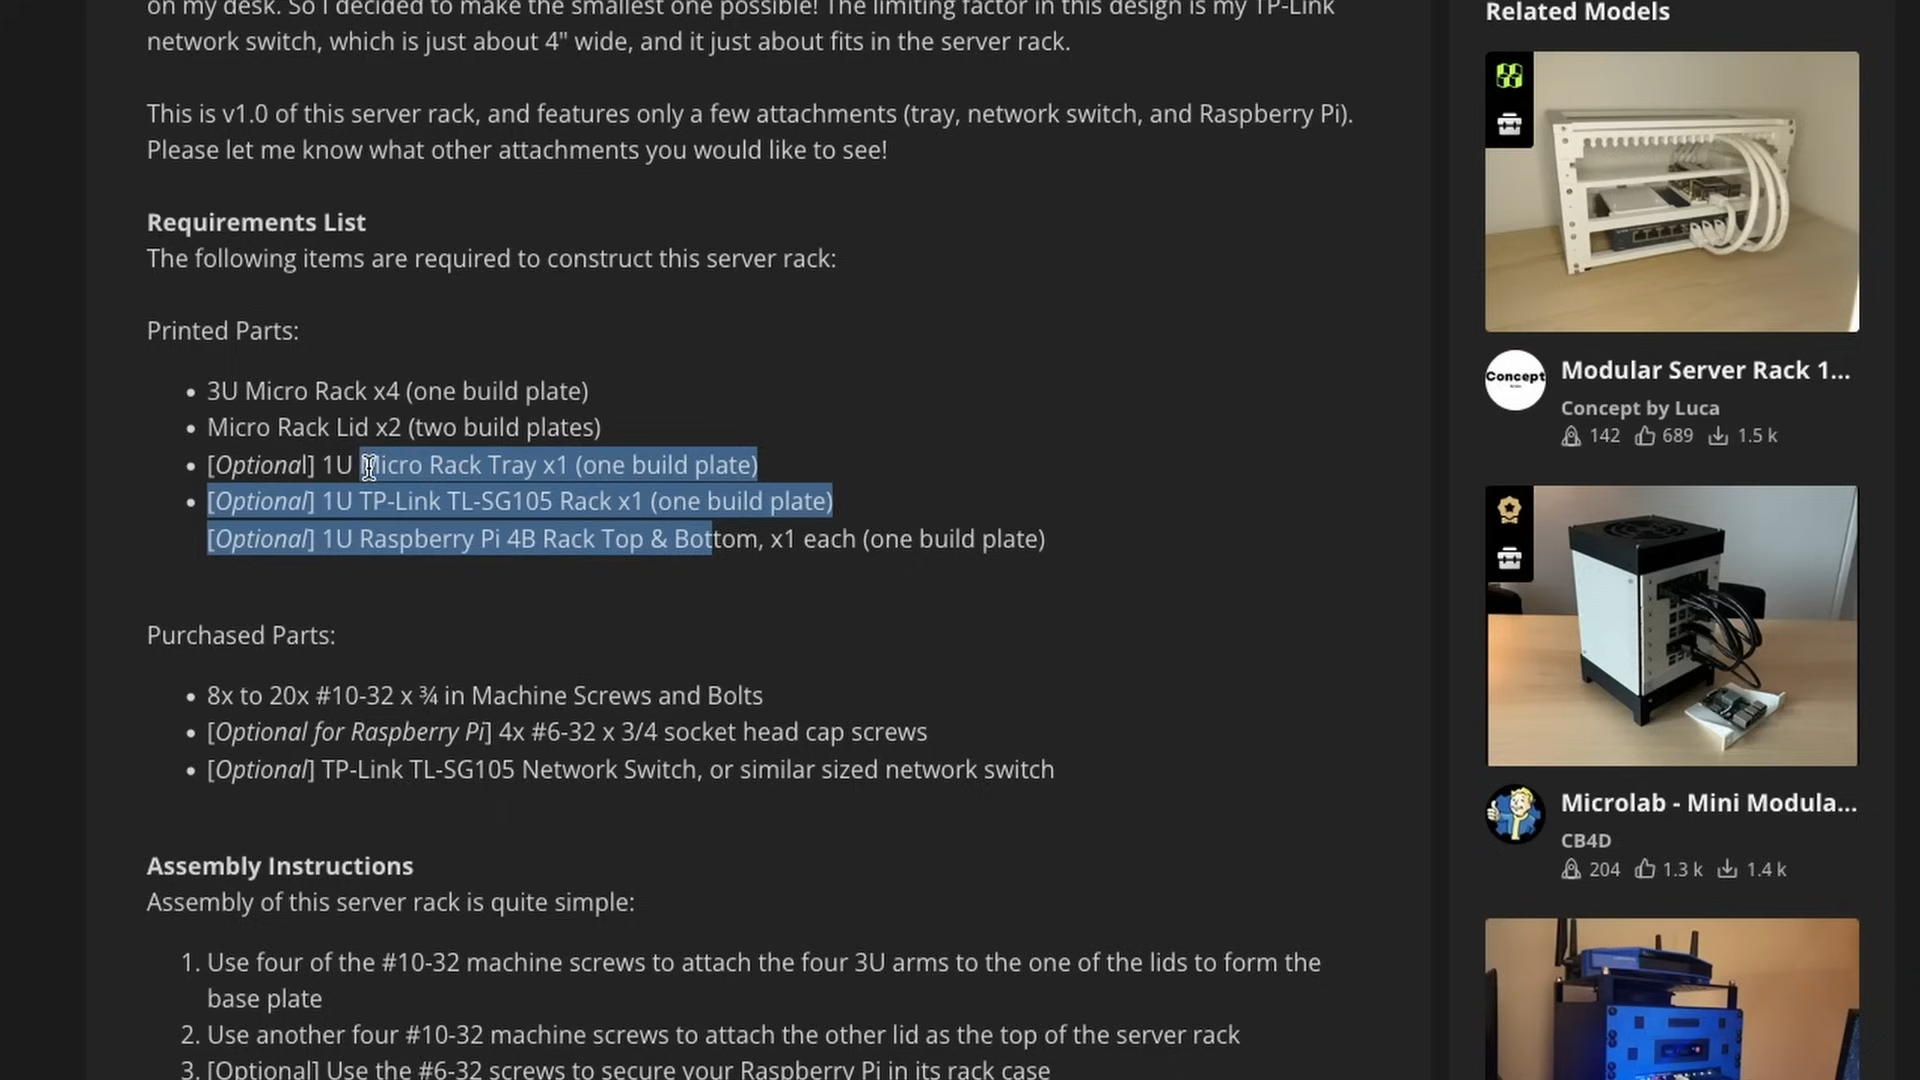 on my desk. So I decided to make the smallest one possible! The limiting factor in this design is my TP-Link
network switch, which is just about 4" wide, and it just about fits in the server rack.
This is v1.0 of this server rack, and features only a few attachments (tray, network switch, and Raspberry Pi).
Please let me know what other attachments you would like to see!
Requirements List
The following items are required to construct this server rack:
Printed Parts:
• 3U Micro Rack x4 (one build plate)
• Micro Rack Lid x2 (two build plates)
• [Optional] 1U Micro Rack Tray x1 (one build plate)
• [Optional] 1U TP-Link TL-SG105 Rack x1 (one build plate)
[Optional] 1U Raspberry Pi 4B Rack Top & Bottom, x1 each (one build plate)
Purchased Parts:
• 8x to 20x #10-32 x ¾ in Machine Screws and Bolts
• [Optional for Raspberry Pi] 4x #6-32 x 3/4 socket head cap screws
• [Optional] TP-Link TL-SG105 Network Switch, or similar sized network switch
Assembly Instructions
Assembly of this server rack is quite simple:
1. Use four of the #10-32 machine screws to attach the four 3U arms to the one of the lids to form the
base plate
2. Use another four #10-32 machine screws to attach the other lid as the top of the server rack
3. [Optional] Use the #6-32 screws to secure your Raspberry Pi in its rack case
Related Models
Concept
Modular Server Rack 1...
Concept by Luca
142 689 1.5 k
Microlab - Mini Modula...
CB4D
204 1.3 k 1.4 k